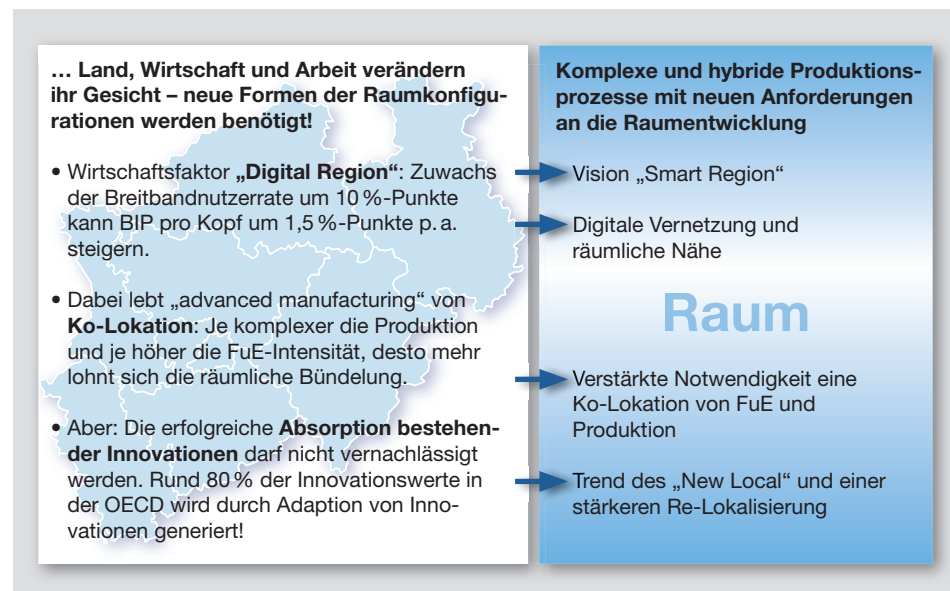 … Land, Wirtschaft und Arbeit verändern
ihr Gesicht – neue Formen der Raumkonfigu-
rationen werden benötigt!
• Wirtschaftsfaktor „Digital Region“: Zuwachs
der Breitbandnutzerrate um 10 %-Punkte
kann BIP pro Kopf um 1,5 %-Punkte p. a.
steigern.
• Dabei lebt „advanced manufacturing“ von
Ko-Lokation: Je komplexer die Produktion
und je höher die FuE-Intensität, desto mehr
lohnt sich die räumliche Bündelung.
• Aber: Die erfolgreiche Absorption bestehen-
der Innovationen darf nicht vernachlässigt
werden. Rund 80 % der Innovationswerte in
der OECD wird durch Adaption von Inno-
vationen generiert!
Komplexe und hybride Produktions-
prozesse mit neuen Anforderungen
an die Raumentwicklung
Vision „Smart Region“
Digitale Vernetzung und
räumliche Nähe
Raum
Verstärkte Notwendigkeit eine
Ko-Lokation von FuE und
Produktion
Trend des „New Local“ und einer
stärkeren Re-Lokalisierung